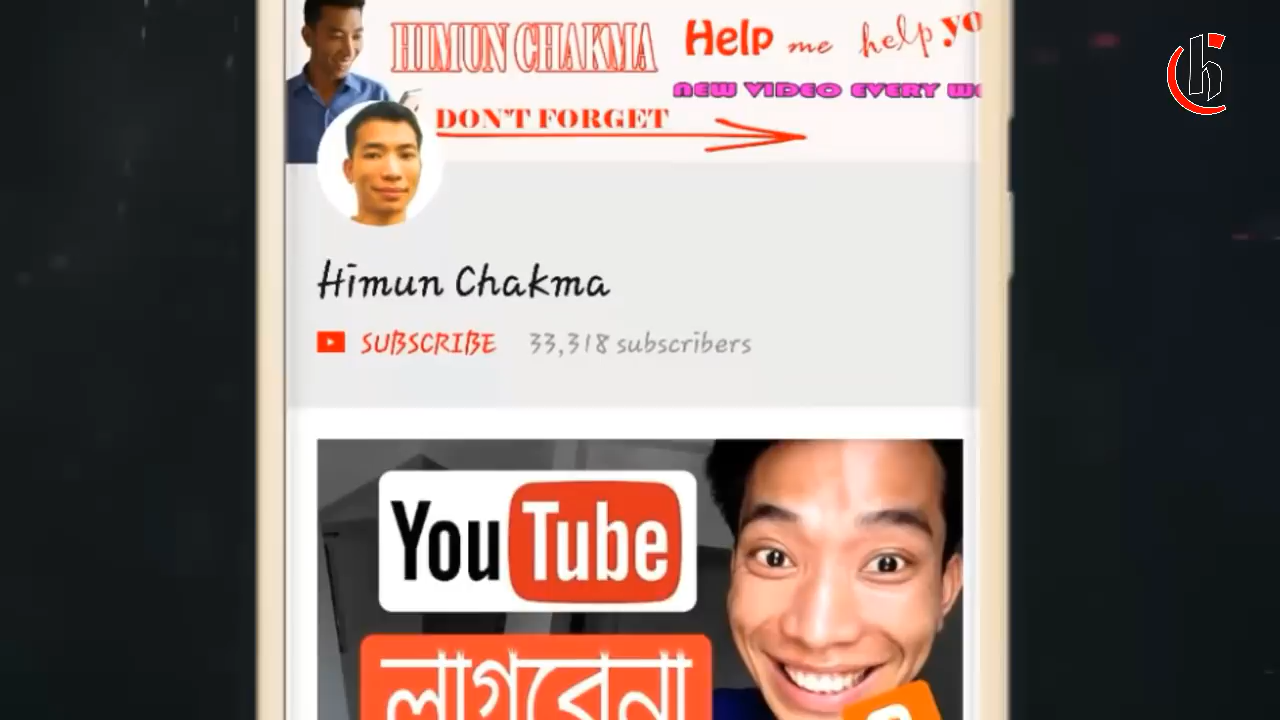 HIMUN CHAKMA
Help me help yo
NEW VIDEO EVERY WE
DON'T FORGET
Himun Chakma
SUBSCRIBE 33,318 subscribers
YouTube
লাগবেনা